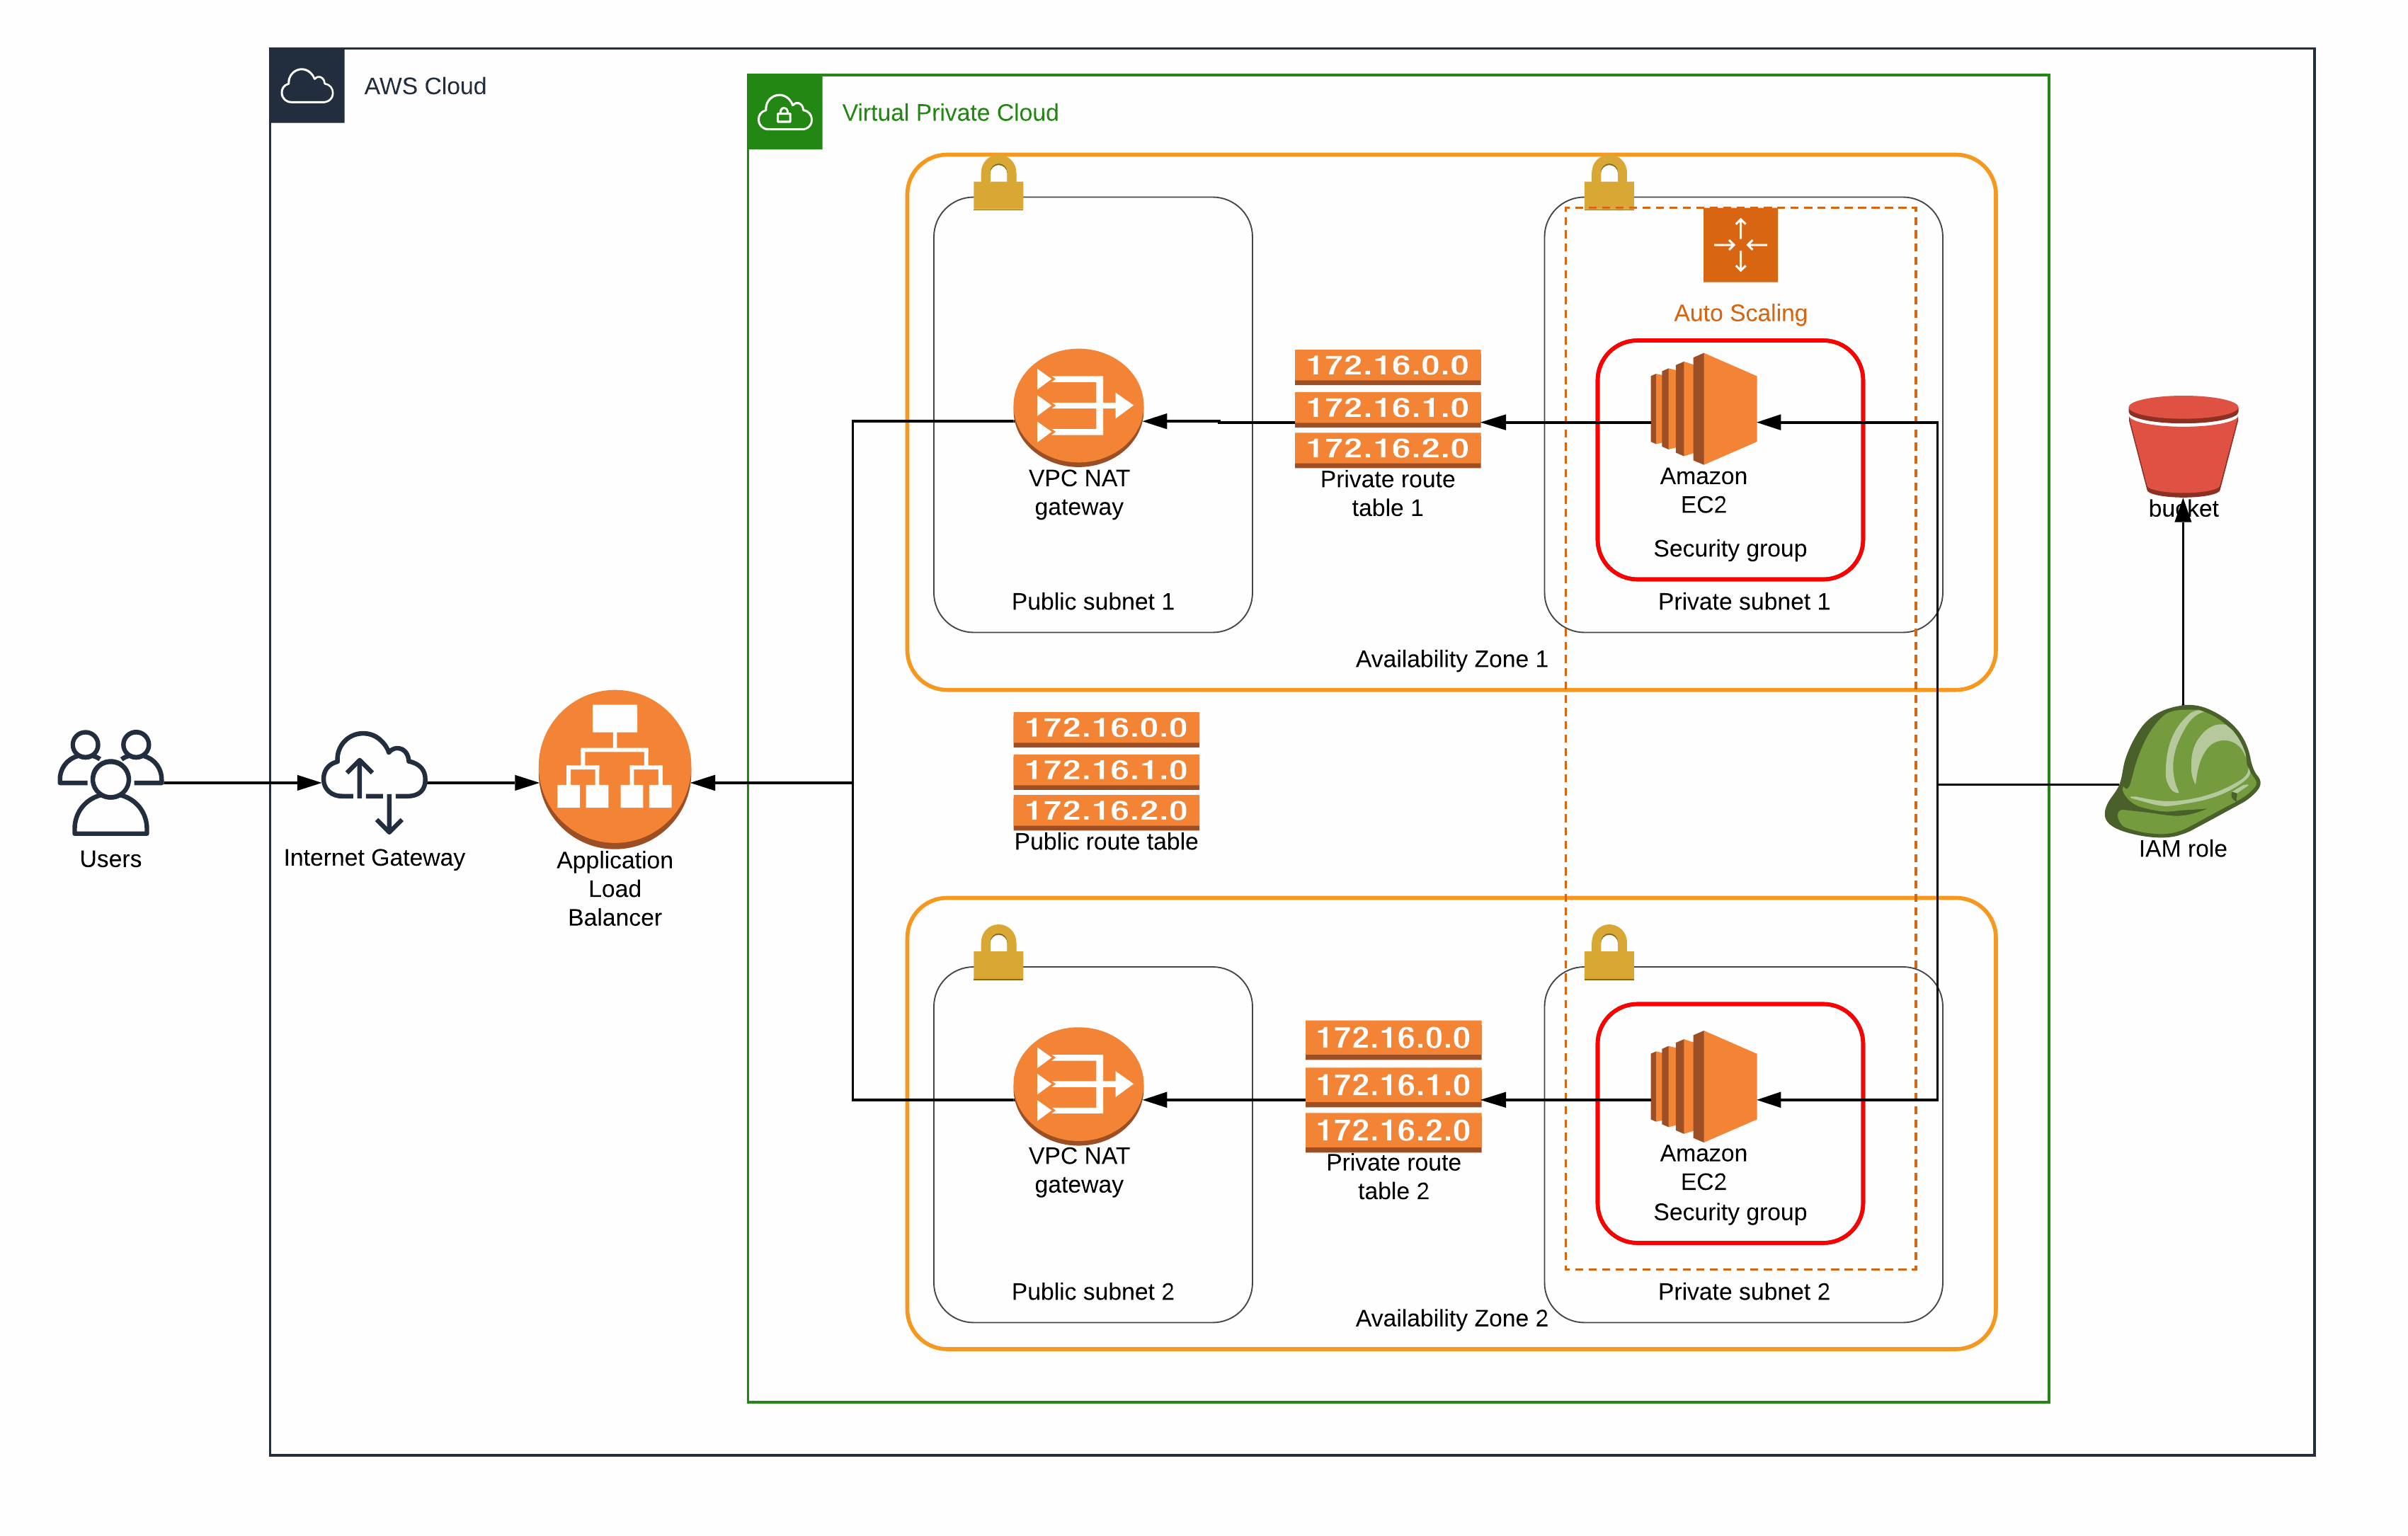 AWS Cloud
Virtual Private Cloud
Auto Scaling
172.16.0.0
172.16.1.0
172.16.2.0
VPC NAT
gateway
Private route
table 1
Amazon
EC2
Security group
Public subnet 1
Private subnet 1
Availability Zone 1
bucket
172.16.0.0
172.16.1.0
172.16.2.0
Public route table
Users
Internet Gateway
Application
Load
Balancer
IAM role
172.16.0.0
172.16.1.0
172.16.2.0
VPC NAT
gateway
Private route
table 2
Amazon
EC2
Security group
Public subnet 2
Private subnet 2
Availability Zone 2